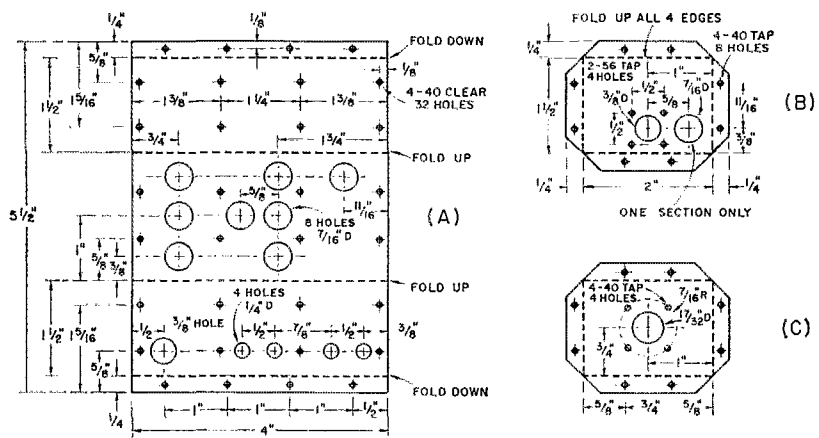 1/4"
1/8"
FOLD DOWN
5/8"
1/8"
1 1/2"
1 5/16"
4-40 CLEAR
32 HOLES
1 3/8"
1 1/4"
1 3/8"
3/4"
1 3/4"
FOLD UP
5 1/2"
5/8"
11/16"
(A)
8 HOLES
7/16" D
1"
5/8"
3/8"
FOLD UP
1 1/2"
1 5/16"
4 HOLES
1/4" D
1/2
3/8" HOLE
1/2"
7/8"
1/2"
3/8"
5/8"
FOLD DOWN
1/4
1"
1"
1"
1/2"
4"
FOLD UP ALL 4 EDGES
4-40 TAP
8 HOLES
1/4"
2-56 TAP
4 HOLES
1"
7/16" D
1/2"
3/8" D
5/8"
1 1/2"
11/16"
(B)
1/2"
3/8"
1/4"
2"
1/4"
ONE SECTION ONLY
4-40 TAP
4 HOLES
7/16" R
17/32" D
(C)
3/4"
1"
5/8"
3/4"
5/8"